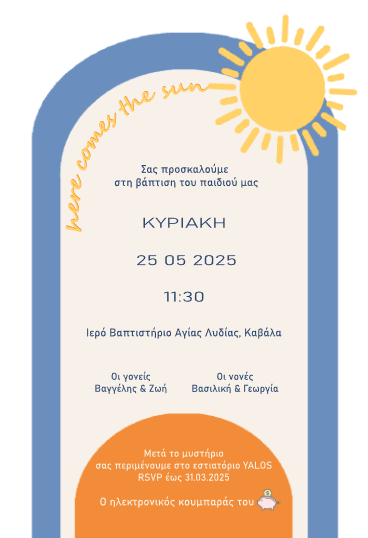 here comes the sun
Σας προσκαλούμε
στη βάπτιση του παιδιού μας
ΚΥΡΙΑΚΗ
25 05 2025
11:30
Ιερό Βαπτιστήριο Αγίας Λυδίας, Καβάλα
Οι γονείς
Βαγγέλης & Ζωή
Οι νονές
Βασιλική & Γεωργία
Μετά το μυστήριο
σας περιμένουμε στο εστιατόριο YALOS
RSVP έως 31.03.2025
Ο ηλεκτρονικός κουμπαράς του